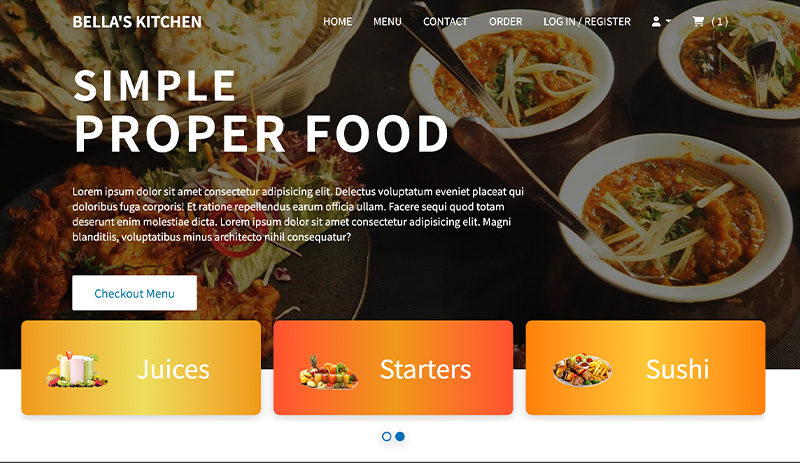 BELLA'S KITCHEN
HOME MENU CONTACT ORDER LOG IN / REGISTER ( 1 )
SIMPLE
PROPER FOOD
Lorem ipsum dolor sit amet consectetur adipisicing elit. Delectus voluptatum eveniet placeat qui
doloribus fuga corporis! Et ratione repellendus earum officia ullam. Facere sequi quod totam
deserunt enim molestiae dicta. Lorem ipsum dolor sit amet consectetur adipisicing elit. Magni
blanditiis, voluptatibus minus architecto nihil consequatur?
Checkout Menu
Juices
Starters
Sushi